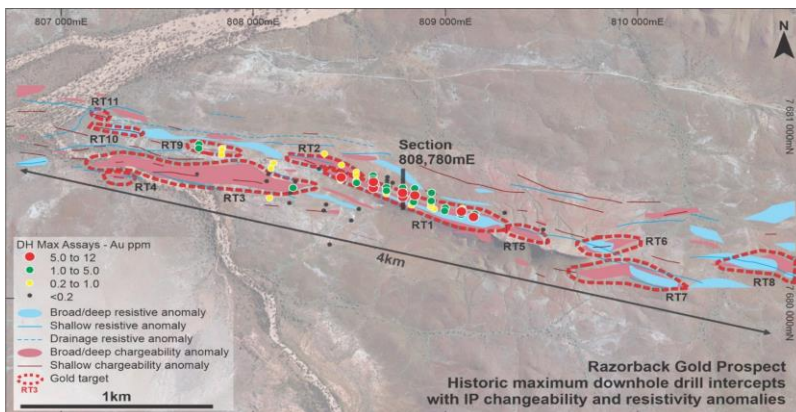 807 000mE
808 000mE
809 000mE
810 000mE
N
RT11
RT10
RT9
RT2
Section
808,780mE
7 681 000mN
RT4
RT3
RT1
RT5
RT6
RT7
RT8
4km
7 680 000mN
DH Max Assays - Au ppm
5.0 to 12
1.0 to 5.0
0.2 to 1.0
<0.2
Broad/deep resistive anomaly
Shallow resistive anomaly
Drainage resistive anomaly
Broad/deep chargeability anomaly
Shallow chargeability anomaly
Gold target
RT3
1km
Razorback Gold Prospect
Historic maximum downhole drill intercepts
with IP changeability and resistivity anomalies